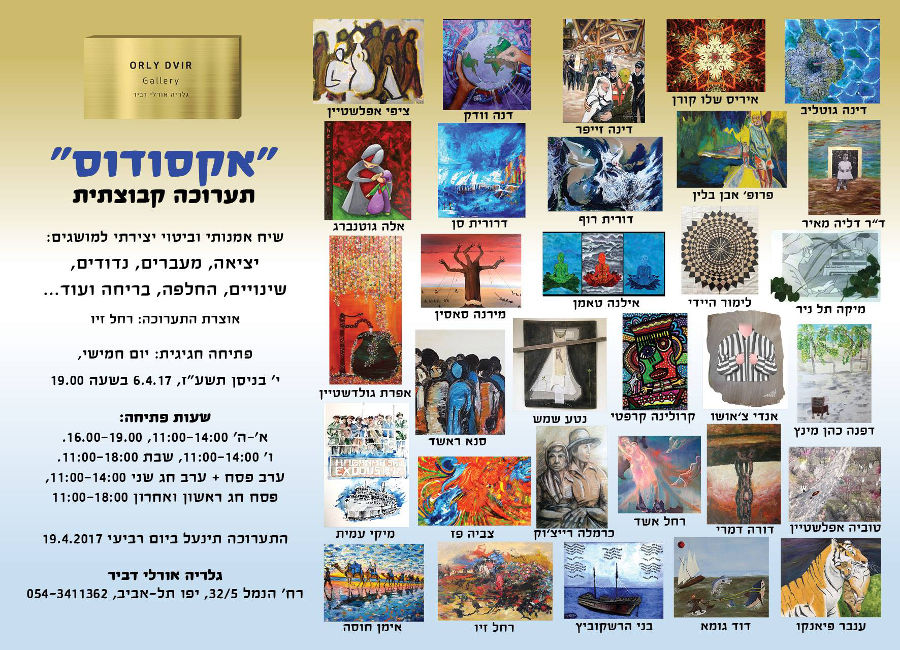 ORLY DVIR
Gallery
גלריה אורלי דביר
"אקסודוס"
תערוכה קבוצתית
שיח אמנותי וביטוי יצירתי למושגים:
יציאה, מעברים, נדודים,
שינויים, החלפה, בריחה ועוד...
אוצרת התערוכה: רחל זיו
פתיחה חגיגית: יום חמישי,
י' בניסן תשע"ז, 6.4.17 בשעה 19.00
שעות פתיחה:
א'-ה' 11:00-14:00, 16.00-19.00.
ו' 11:00-14:00, שבת 11:00-18:00.
ערב פסח + ערב חג שני 11:00-14:00,
פסח חג ראשון ואחרון 11:00-18:00
התערוכה תינעל ביום רביעי 19.4.2017
גלריה אורלי דביר
רח' הנמל 32/5, יפו תל-אביב, 054-3411362
דינה גוטליב
איריס שלו קורן
דינה זייפר
דנה וודק
ציפי אפלשטיין
ד"ר דליה מאיר
פרופ' אבן בלין
דורית רוף
דרורית סן
אלה גוטנברג
מיקה תל ניר
לימור היידי
אילנה טאמן
מירנה סאסין
אפרת גולדשטיין
דפנה כהן מינץ
אנדי צ'אושו
קרולינה קרפטי
נטע שמש
סנא ראשד
טוביה אפלשטיין
דורה דמרי
רחל אשד
כרמלה רייצ'וק
צביה פז
EXODUS
מיקי עמית
ענבר פיאנקו
דוד גומא
בני הרשקוביץ
רחל זיו
אימן חוסה